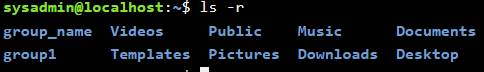 sysadmin@localhost:~$ ls -r
group_name  Videos     Public    Music      Documents
group1      Templates  Pictures  Downloads  Desktop